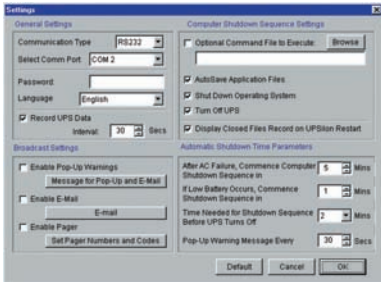 Settings
General Settings
Communication Type RS232
Select Comm Port COM 2
Password
Language English
Record UPS Data
Interval: 30 Secs
Broadcast Settings
Enable Pop-Up Warnings
Message for Pop-Up and E-Mail
Enable E-Mail
E-mail
Enable Pager
Set Pager Numbers and Codes
Computer Shutdown Sequence Settings
Optional Command File to Execute: Browse
AutoSave Application Files
Shut Down Operating System
Turn Off UPS
Display Closed Files Record on UPSilon Restart
Automatic Shutdown Time Parameters
After AC Failure, Commence Computer
Shutdown Sequence in 5 Mins
If Low Battery Occurs, Commence
Shutdown Sequence in 1 Mins
Time Needed for Shutdown Sequence
Before UPS Turns Off 2 Mins
Pop-Up Warning Message Every 30 Secs
Default Cancel OK